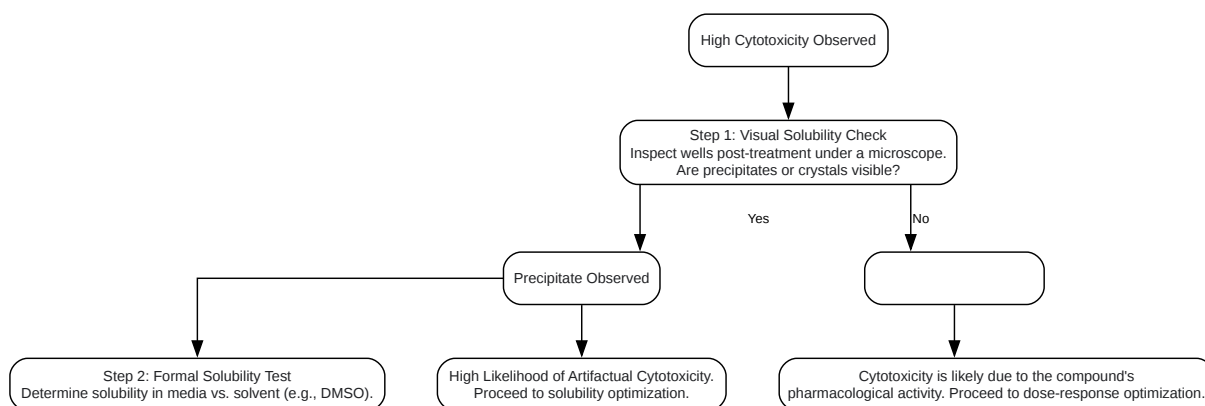 High Cytotoxicity Observed
Step 1: Visual Solubility Check
Inspect wells post-treatment under a microscope.
Are precipitates or crystals visible?
Yes
No
Precipitate Observed
Step 2: Formal Solubility Test
Determine solubility in media vs. solvent (e.g., DMSO).
High Likelihood of Artifactual Cytotoxicity.
Proceed to solubility optimization.
Cytotoxicity is likely due to the compound's
pharmacological activity. Proceed to dose-response optimization.